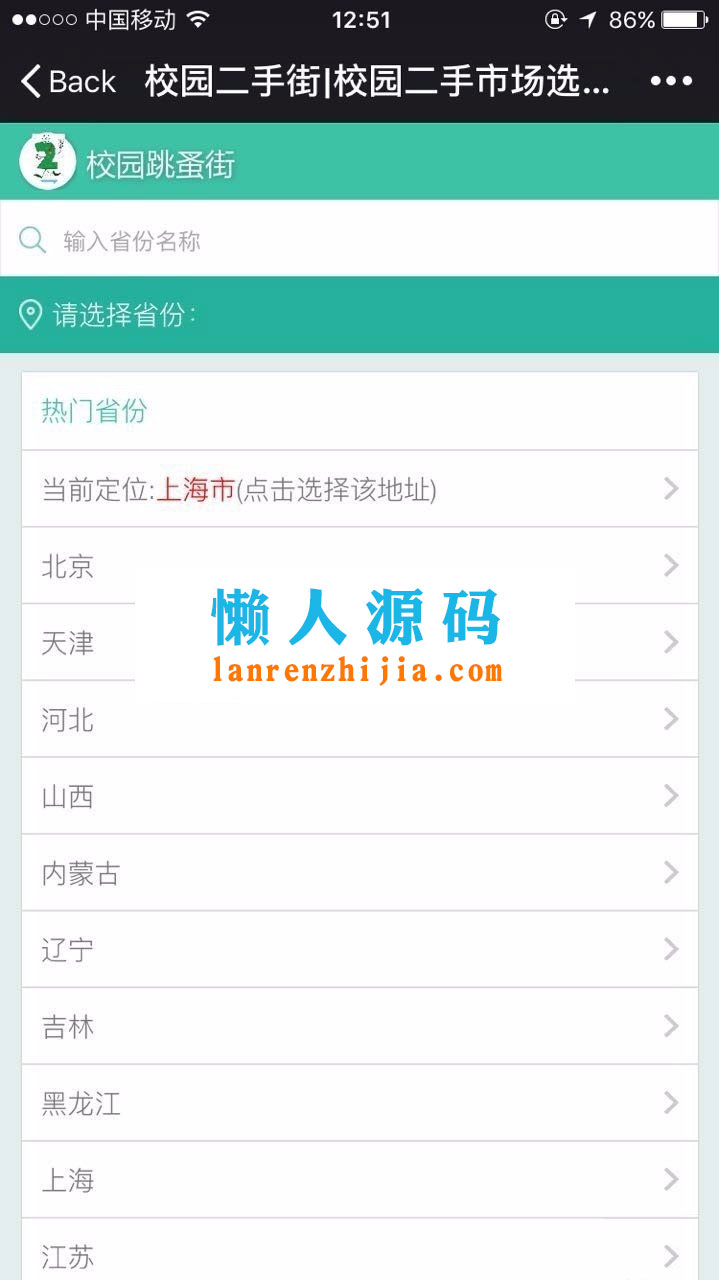 中国移动 12:51 86%
Back 校园二手街|校园二手市场选...
校园跳蚤街
输入省份名称
请选择省份:
热门省份
当前定位:上海市(点击选择该地址)
北京
懒人源码
天津
lanrenzhijia.com
河北
山西
内蒙古
辽宁
吉林
黑龙江
上海
江苏